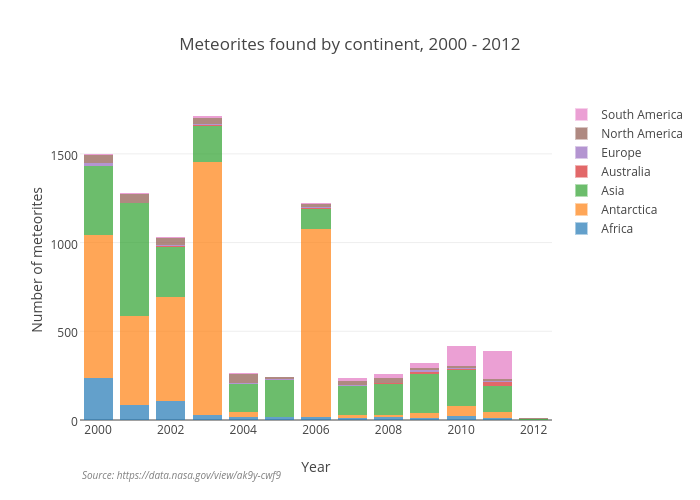 Meteorites found by continent, 2000 - 2012
South America
North America
Europe
Australia
Asia
Antarctica
Africa
Number of meteorites
1500
1000
500
0
2000
2002
2004
2006
2008
2010
2012
Year
Source: https://data.nasa.gov/view/ak9y-cwf9